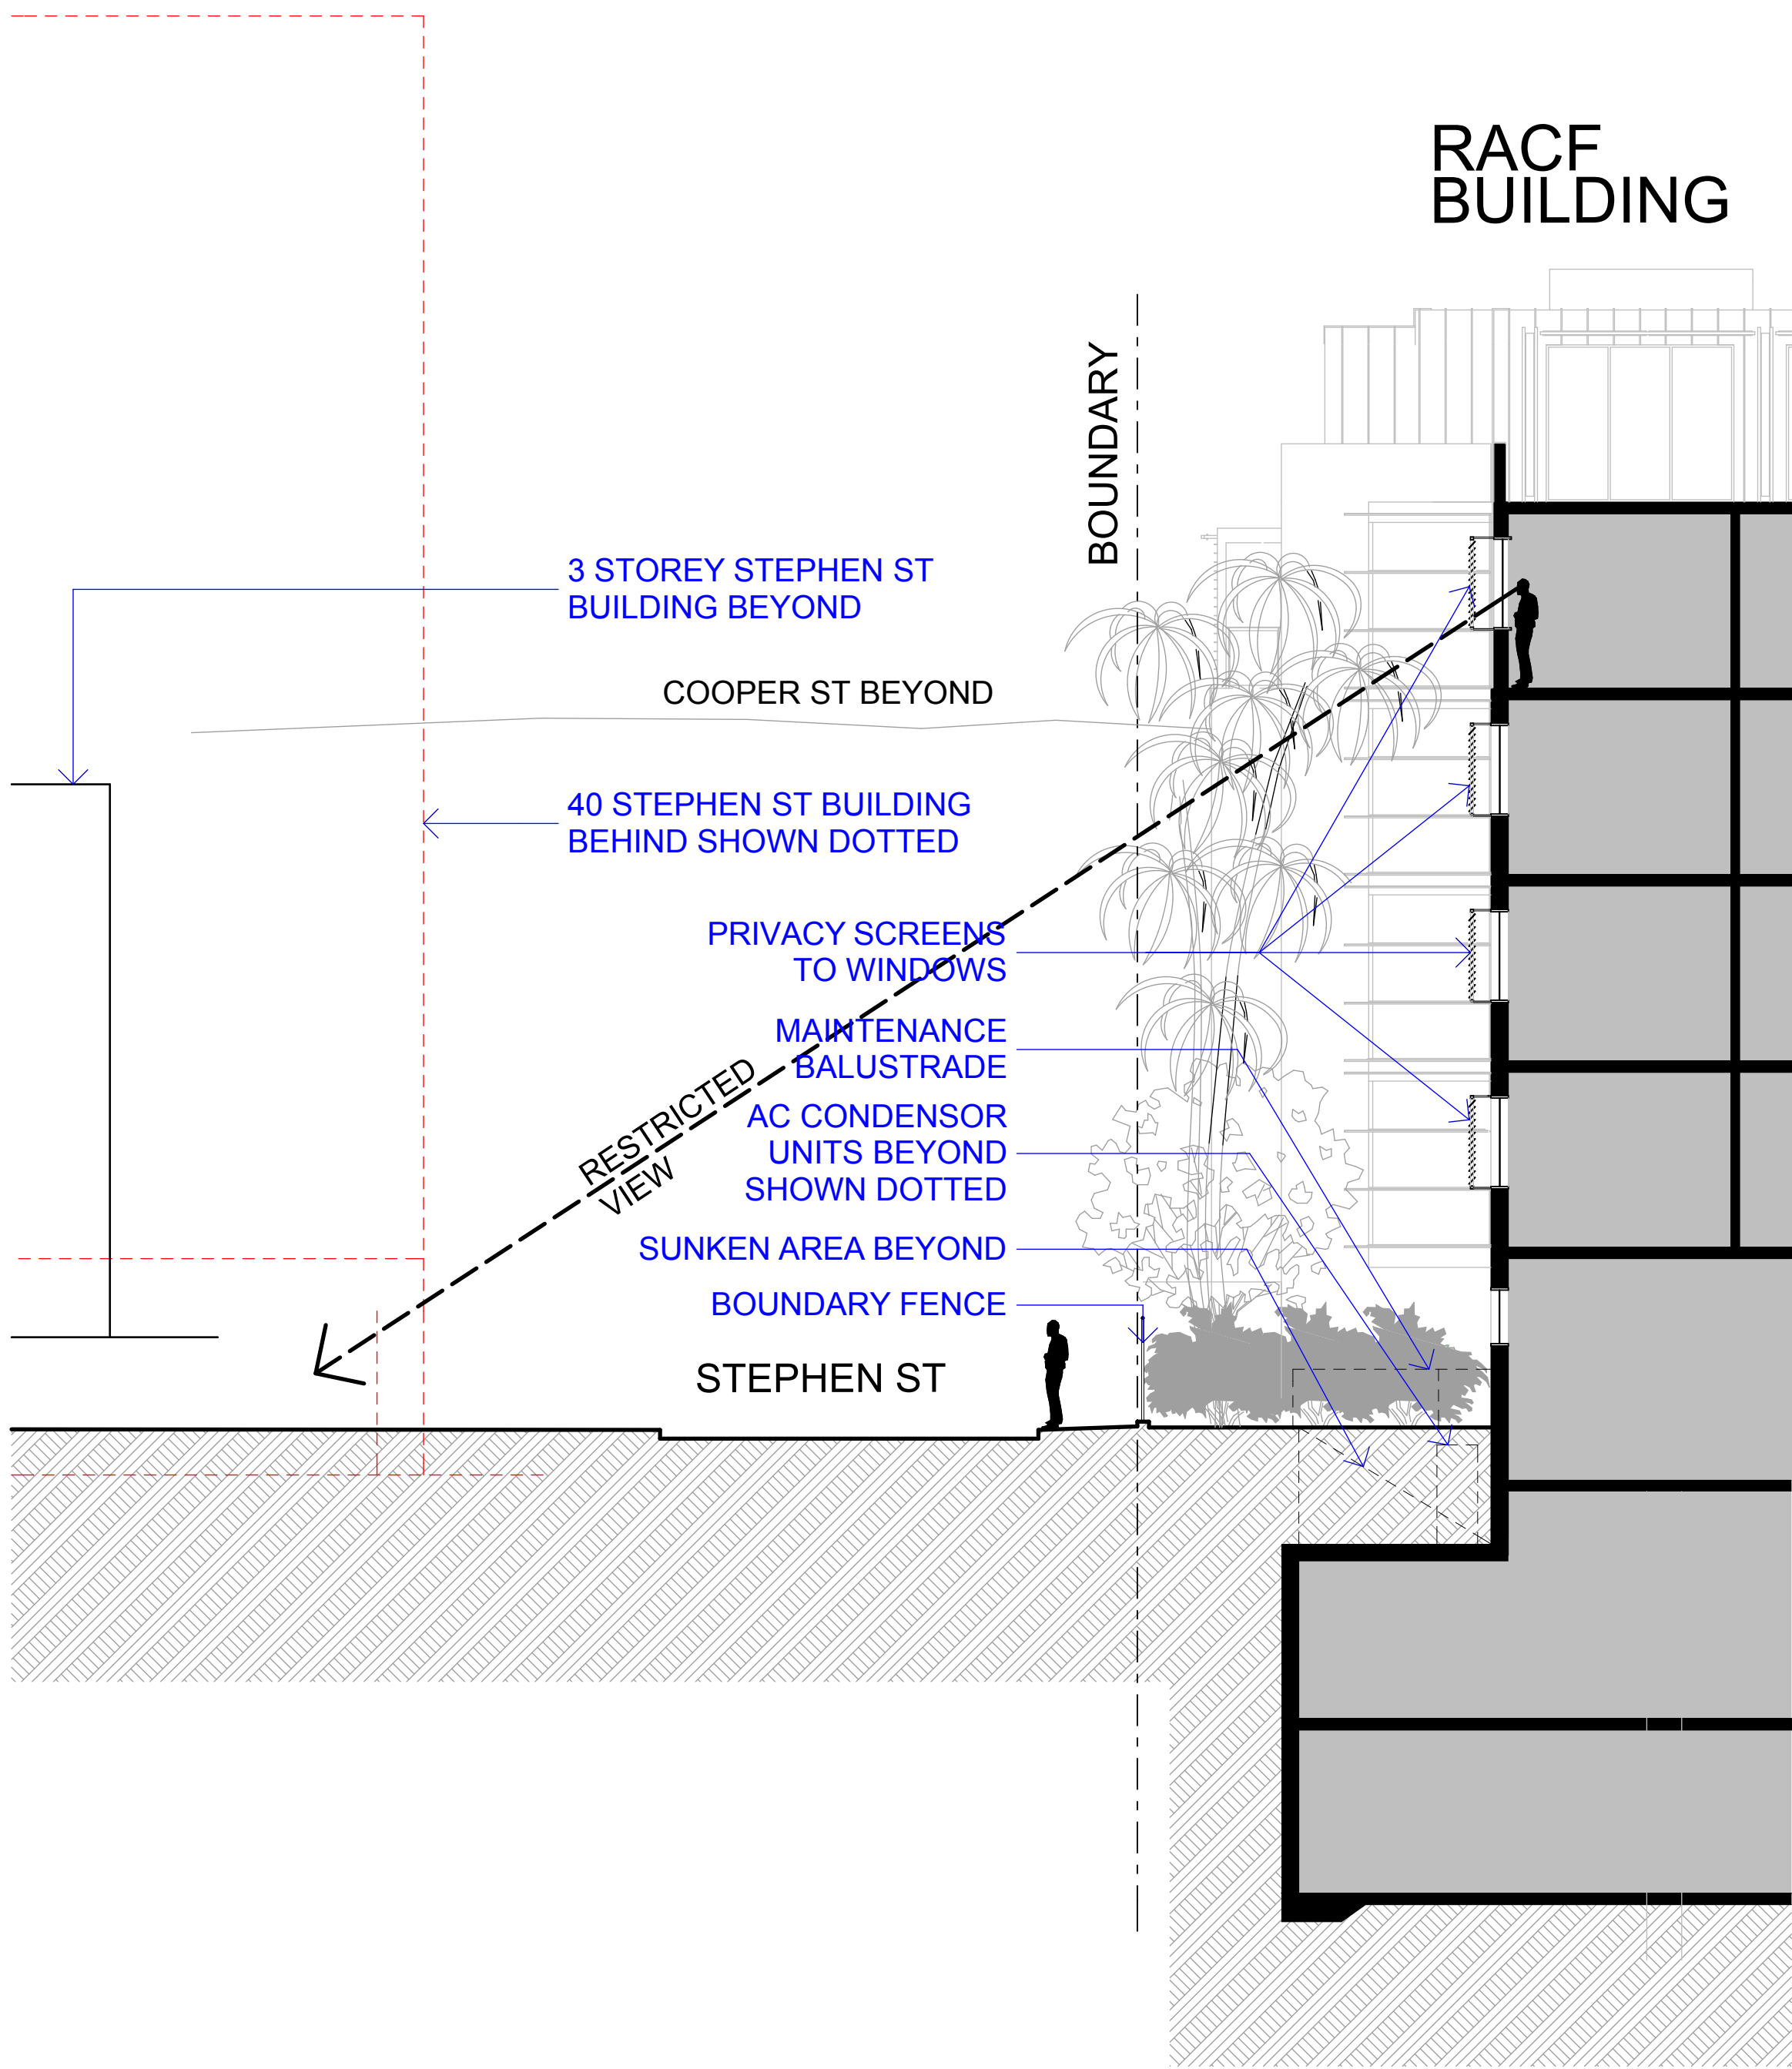 RACF
BUILDING
BOUNDARY
3 STOREY STEPHEN ST
BUILDING BEYOND
COOPER ST BEYOND
40 STEPHEN ST BUILDING
BEHIND SHOWN DOTTED
PRIVACY SCREENS
TO WINDOWS
MAINTENANCE
BALUSTRADE
RESTRICTED
VIEW
AC CONDENSOR
UNITS BEYOND
SHOWN DOTTED
SUNKEN AREA BEYOND
BOUNDARY FENCE
STEPHEN ST